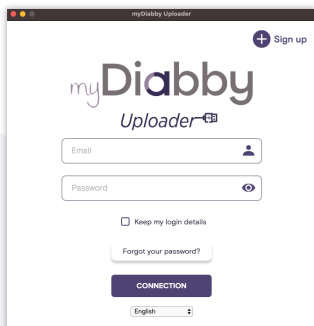 myDiabby Uploader
Sign up
myDiabby
Uploader
Email
Password
Keep my login details
Forgot your password?
CONNECTION
English